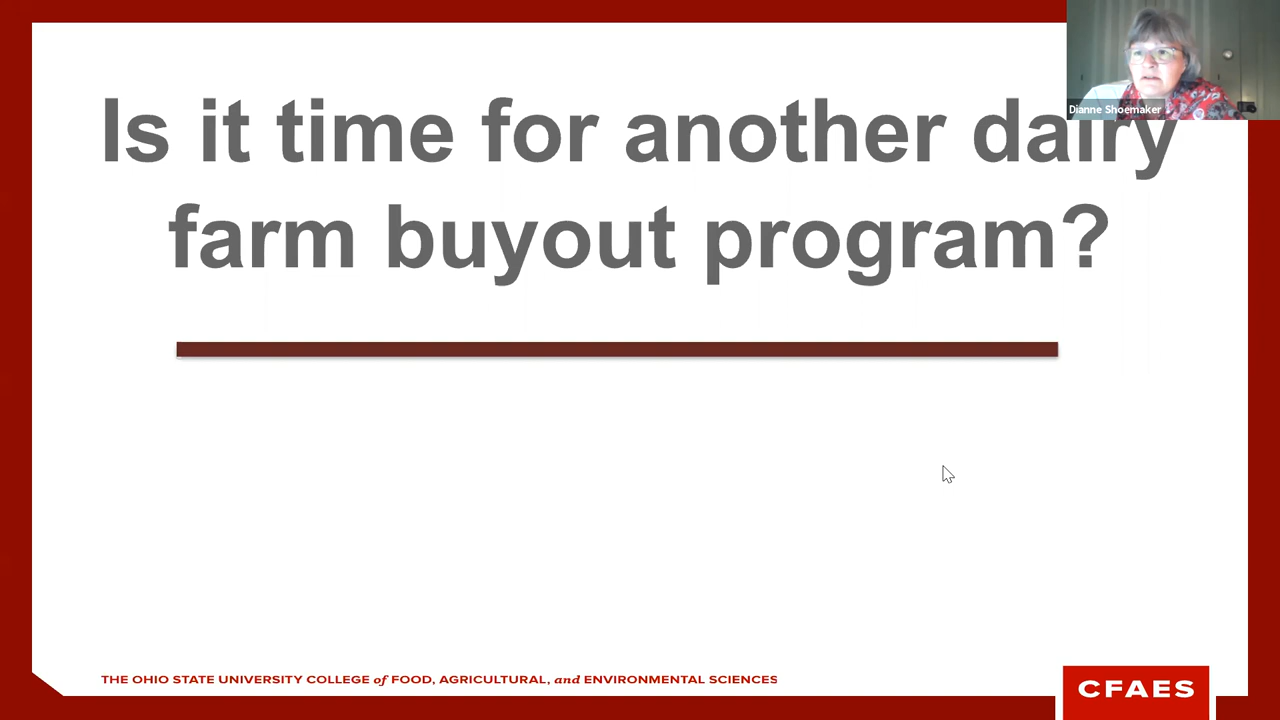 Is it time for another dairy
farm buyout program?
Dianne Shoemaker
THE OHIO STATE UNIVERSITY COLLEGE of FOOD, AGRICULTURAL, and ENVIRONMENTAL SCIENCES
CFAES